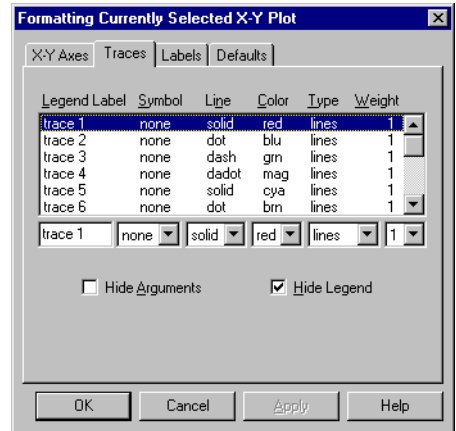 Formatting Currently Selected X-Y Plot
X-Y Axes Traces Labels Defaults
Legend Label Symbol Line Color Type Weight
trace 1 none solid red lines 1
trace 2 none dot blu lines 1
trace 3 none dash grn lines 1
trace 4 none dadot mag lines 1
trace 5 none solid cya lines 1
trace 6 none dot brn lines 1
trace 1 none solid red lines 1
Hide Arguments Hide Legend
OK Cancel Apply Help